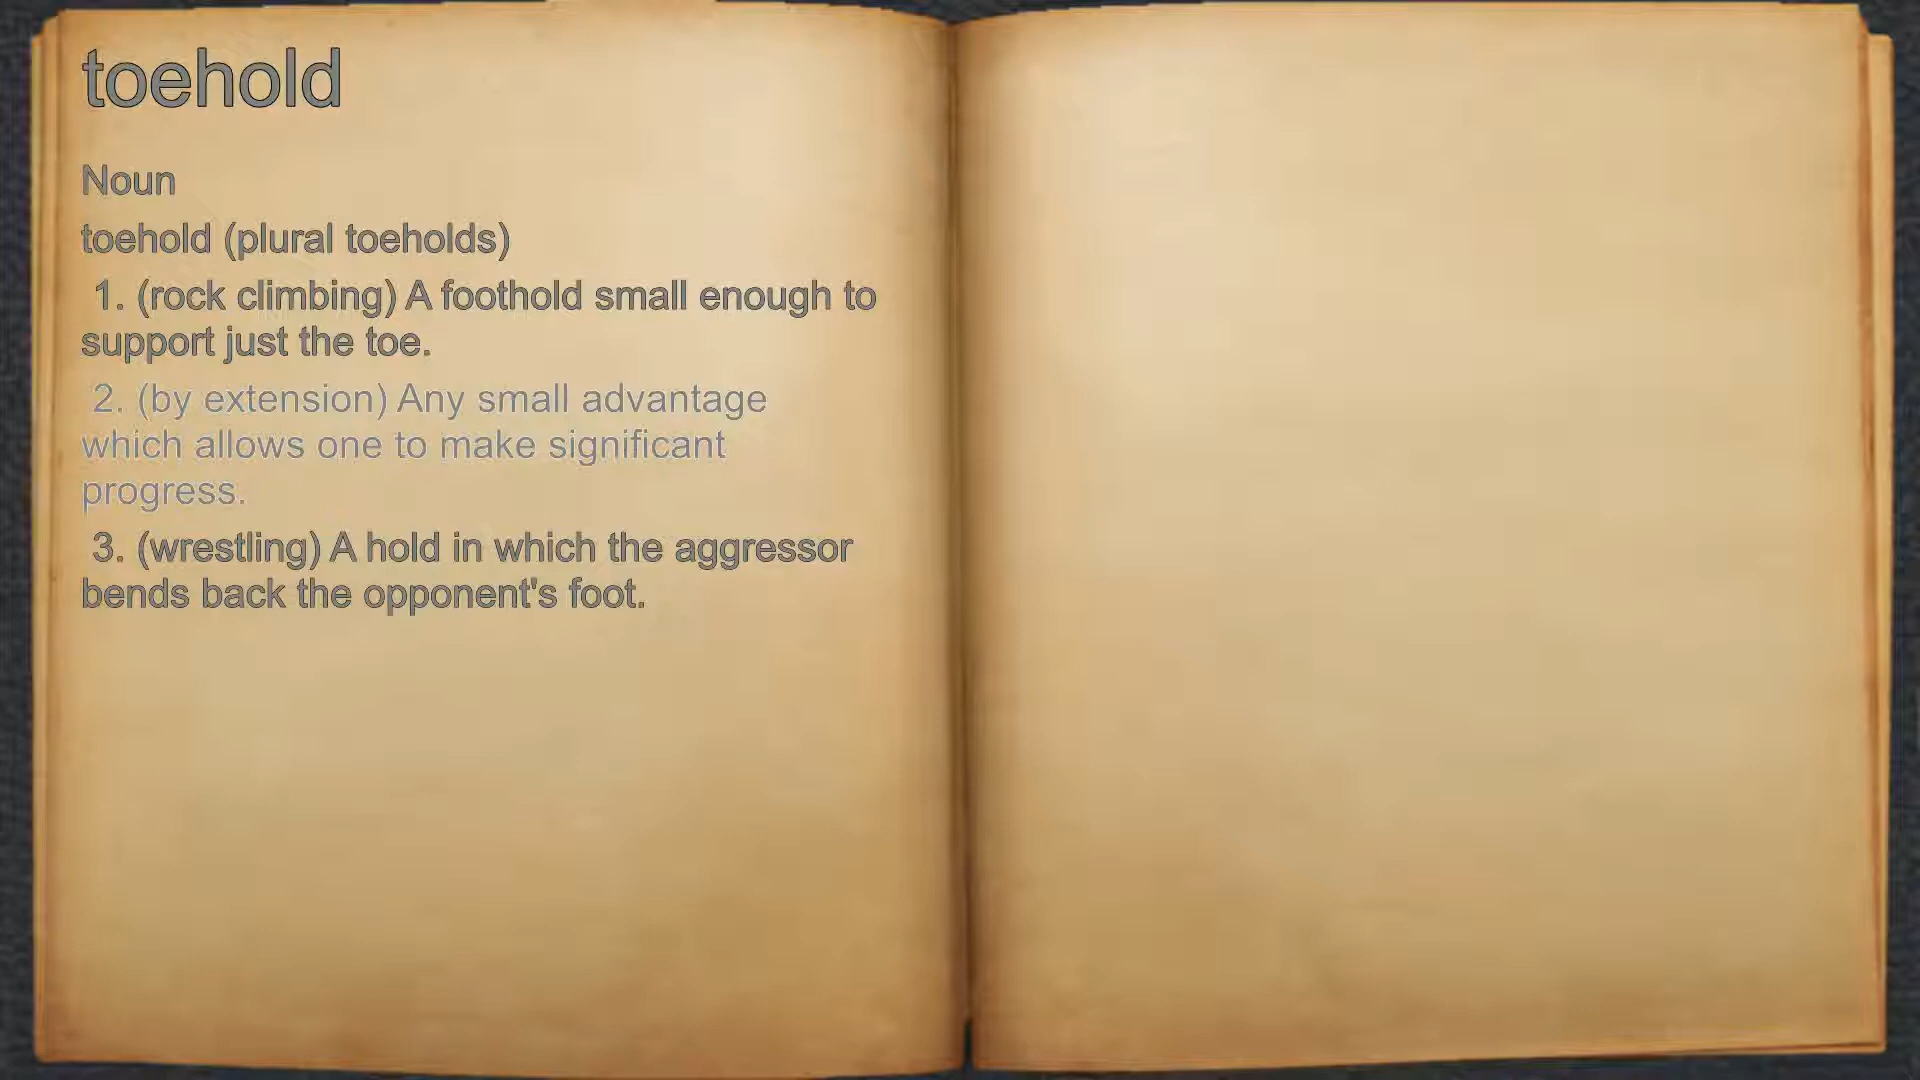 toehold
Noun
toehold (plural toeholds)
1. (rock climbing) A foothold small enough to
support just the toe.
2. (by extension) Any small advantage
which allows one to make significant
progress.
3. (wrestling) A hold in which the aggressor
bends back the opponent's foot.